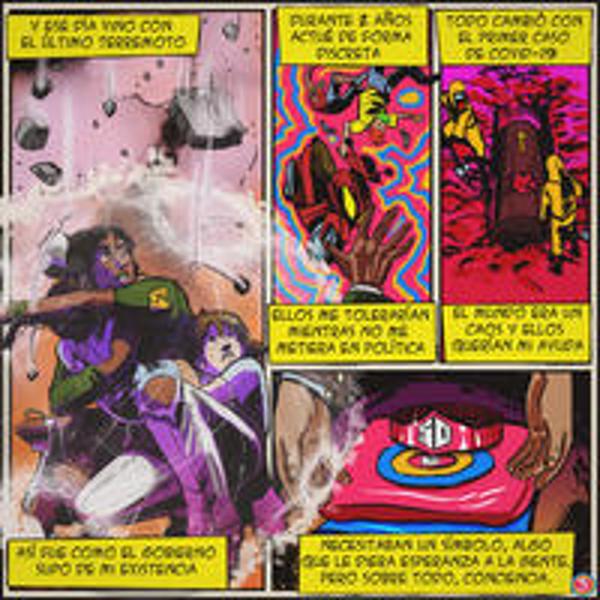 Y ESE DÍA VINO CON
EL ÚLTIMO TERREMOTO
DURANTE 2 AÑOS
ACTUÉ DE FORMA
DISCRETA
TODO CAMBIÓ CON
EL PRIMER CASO
DE COVID-19
ELLOS ME TOLERARÍAN
MIENTRAS NO ME
METIERA EN POLÍTICA
EL MUNDO ERA UN
CAOS Y ELLOS
QUERÍAN MI AYUDA
ASÍ FUE COMO EL GOBIERNO
SUPO DE MI EXISTENCIA
NECESITABAN UN SÍMBOLO, ALGO
QUE LE DIERA ESPERANZA A LA GENTE.
PERO SOBRE TODO, CONCIENCIA.